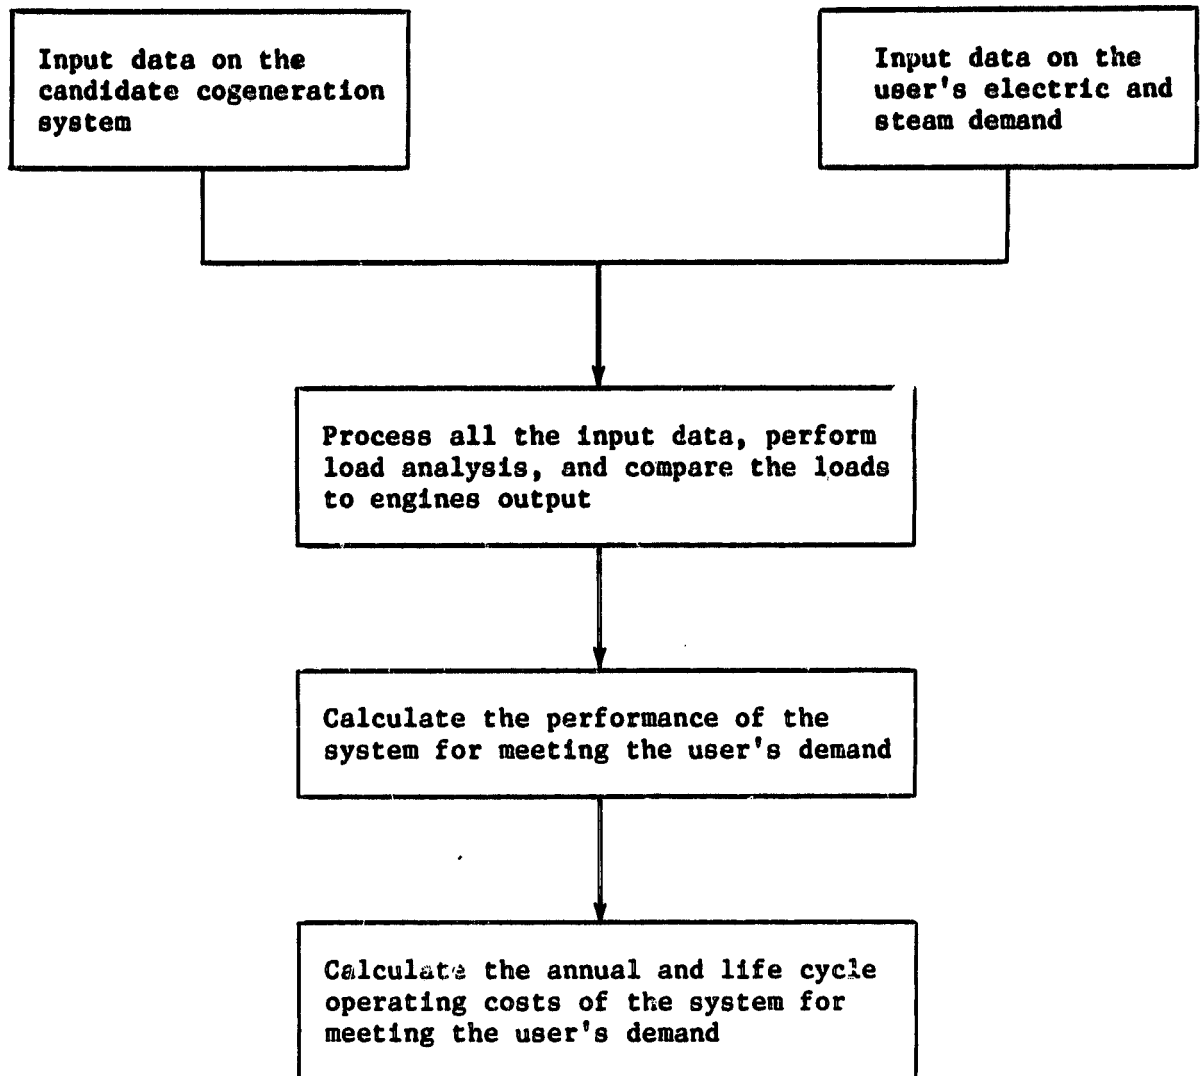 Input data on the
candidate cogeneration
system
Input data on the
user's electric and
steam demand
Process all the input data, perform
load analysis, and compare the loads
to engines output
Calculate the performance of the
system for meeting the user's demand
Calculate the annual and life cycle
operating costs of the system for
meeting the user's demand